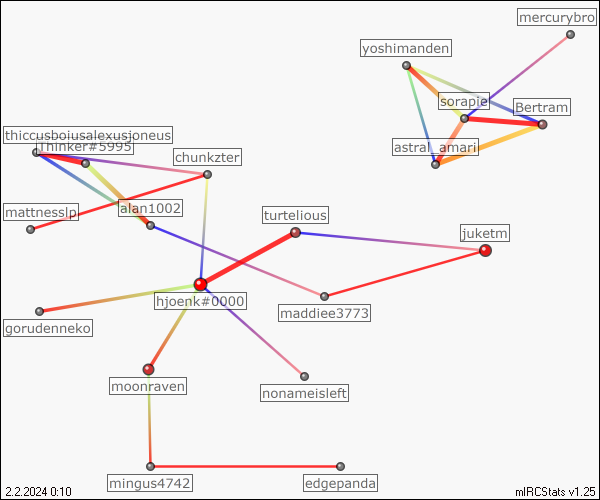 mercurybro
yoshimanden
sorapie
Bertram
thiccusboiusalexusjoneus
Thinker#5995
astral_amari
chunkzter
mattnesslp
alan1002
turtelious
juketm
hjoenk#0000
maddiee3773
gorudenneko
moonraven
nonameisleft
mingus4742
edgepanda
2.2.2024 0:10
mIRCStats v1.25